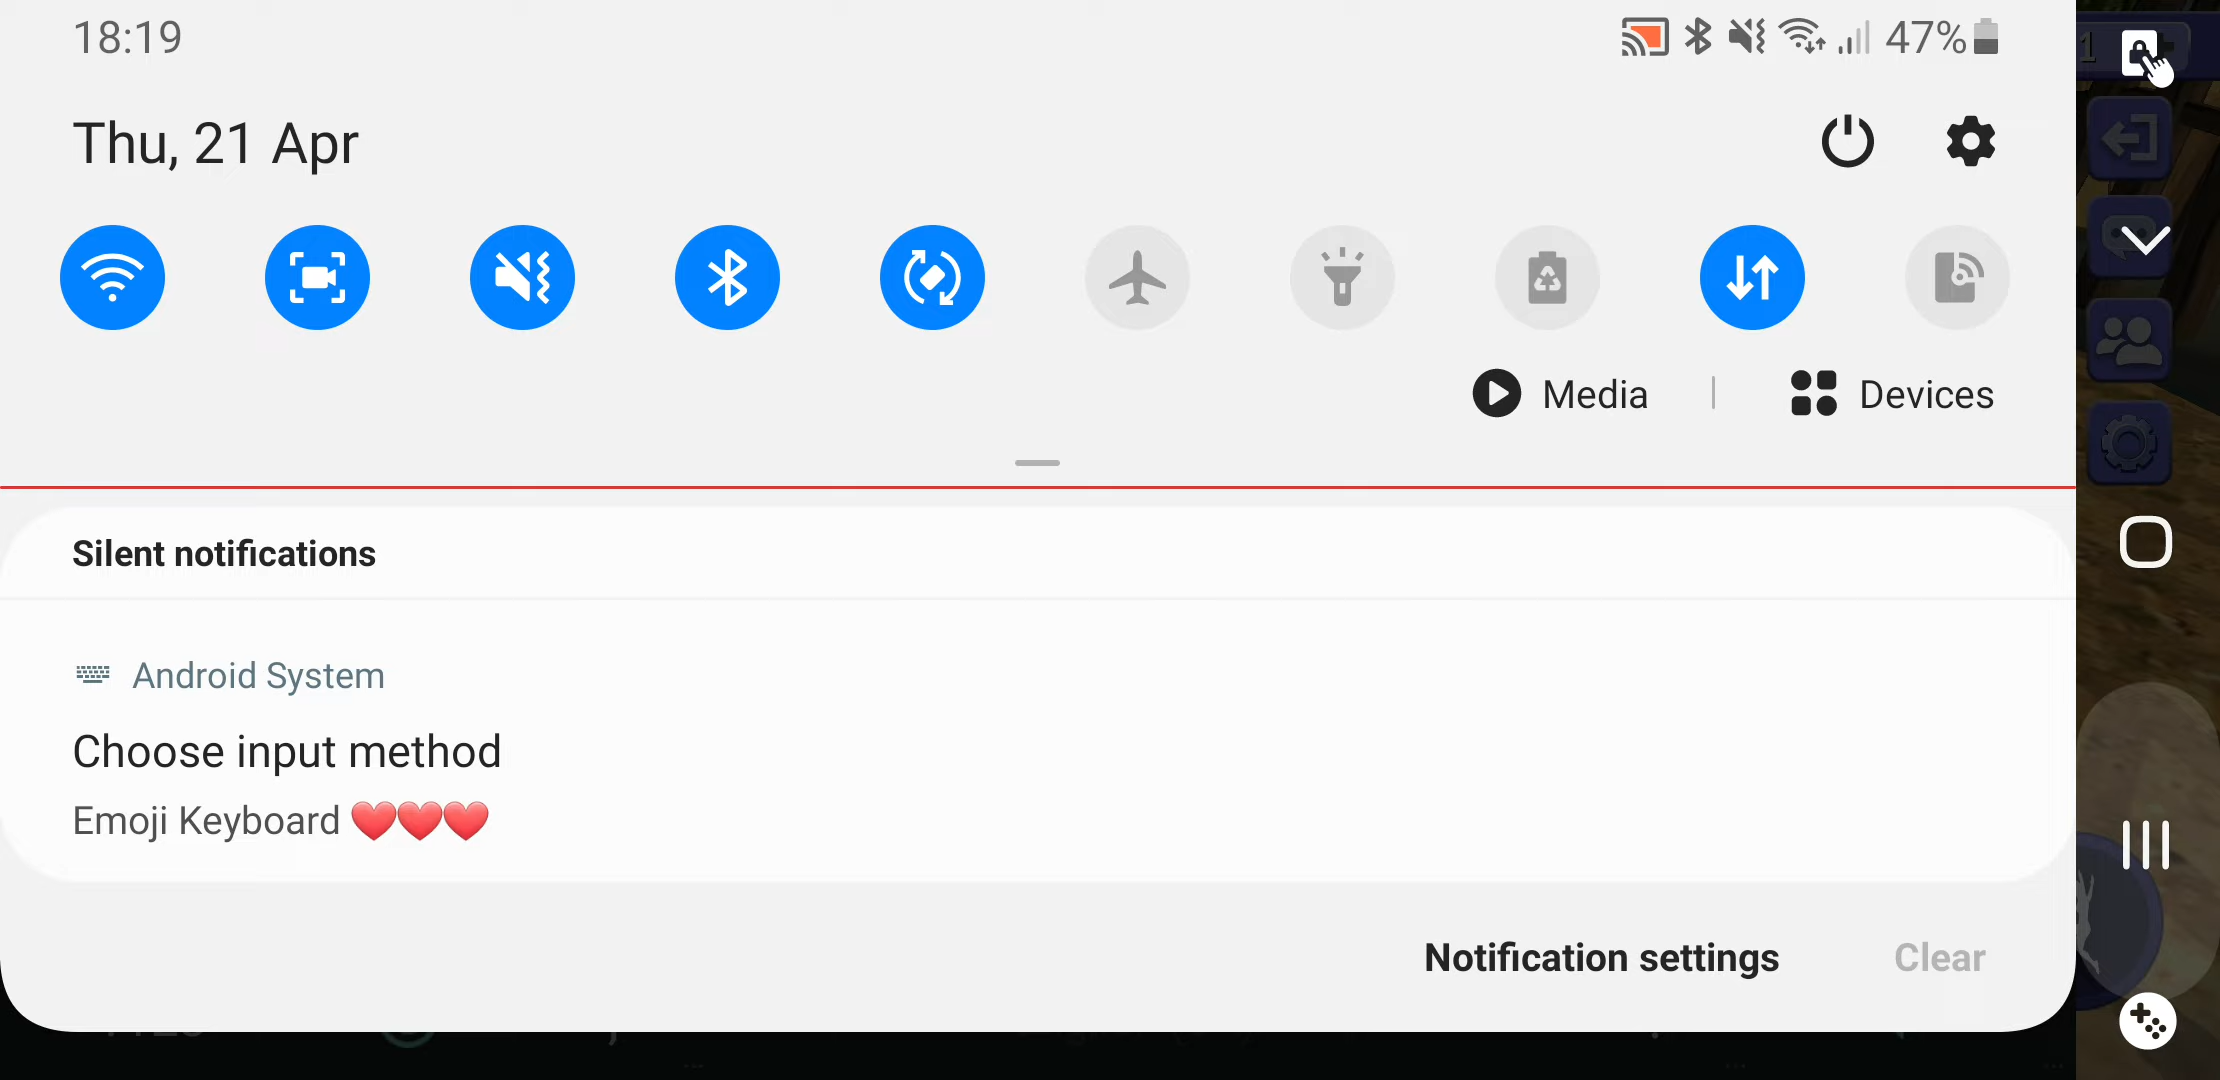 18:19
47%
1
Thu, 21 Apr
Media
Devices
Silent notifications
Android System
Choose input method
Emoji Keyboard ❤️❤️❤️
Notification settings
Clear